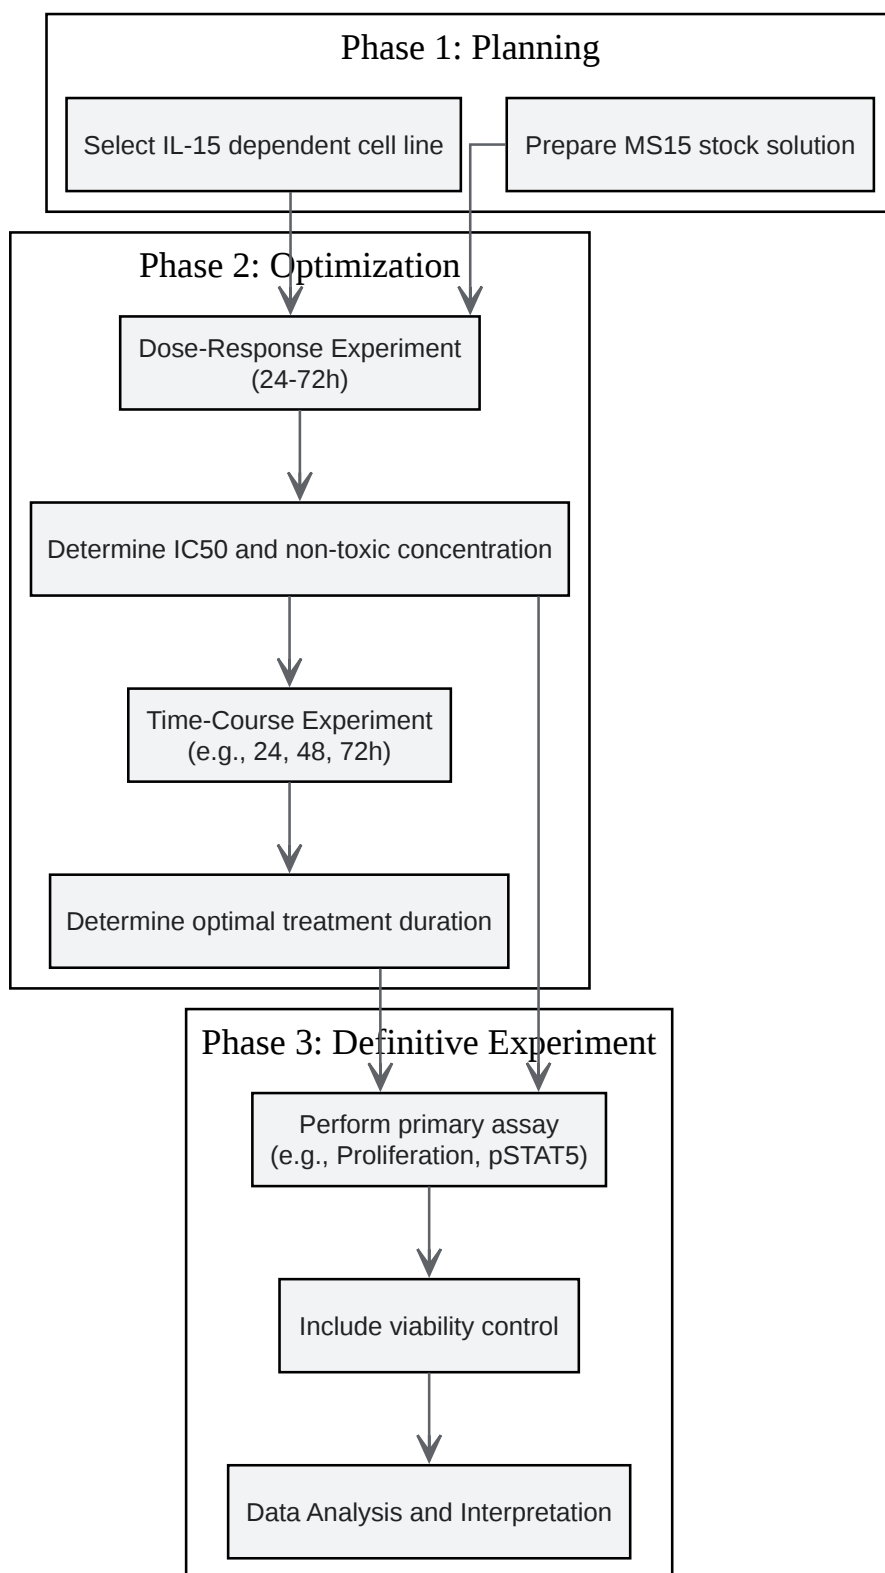 Phase 1: Planning
Select IL-15 dependent cell line
Prepare MS15 stock solution
Phase 2: Optimization
Dose-Response Experiment
(24-72h)
Determine IC50 and non-toxic concentration
Time-Course Experiment
(e.g., 24, 48, 72h)
Determine optimal treatment duration
Phase 3: Definitive Experiment
Perform primary assay
(e.g., Proliferation, pSTAT5)
Include viability control
Data Analysis and Interpretation